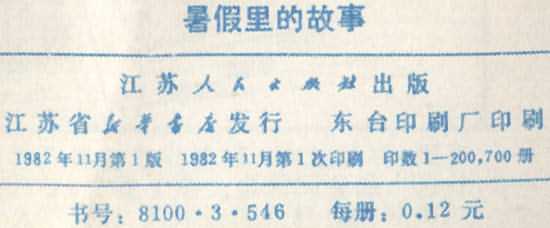 暑假里的故事
江苏人民出版社出版
江苏省新华书店发行 东台印刷厂印刷
1982年11月第1版 1982年11月第1次印刷 印数1—200,700册
书号：8100·3·546 每册：0.12元